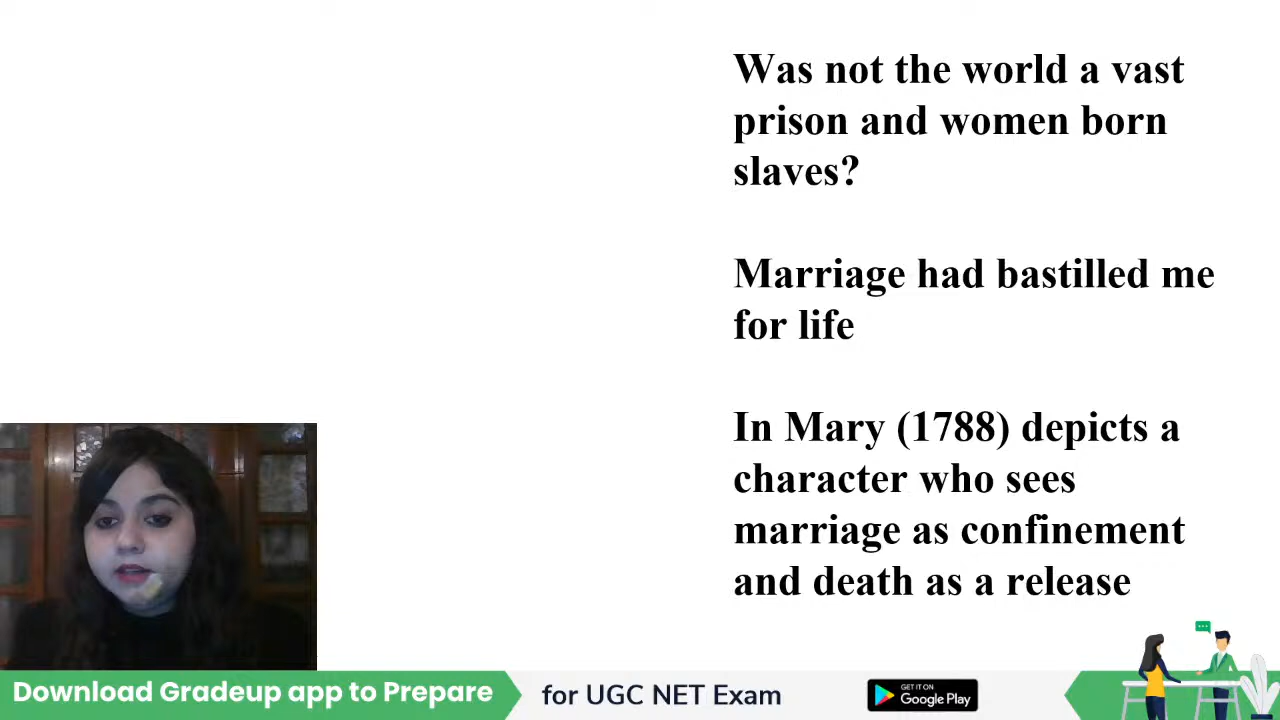 Was not the world a vast
prison and women born
slaves?
Marriage had bastilled me
for life
In Mary (1788) depicts a
character who sees
marriage as confinement
and death as a release
Download Gradeup app to Prepare
for UGC NET Exam
GET IT ON
Google Play